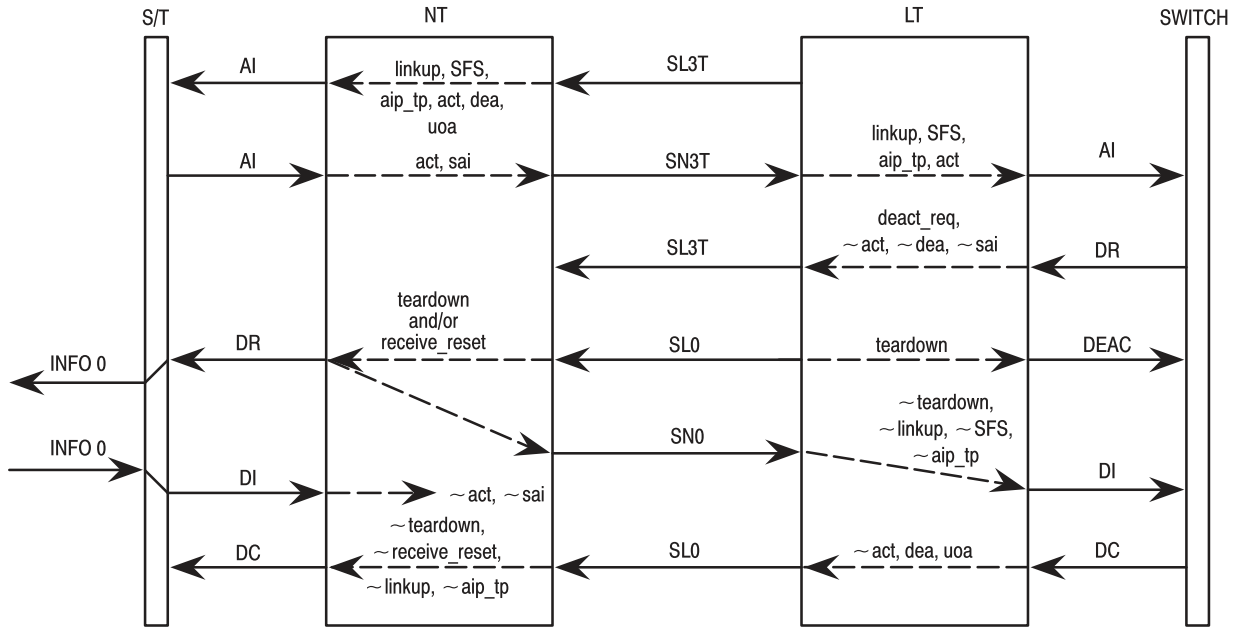 S/T
NT
LT
SWITCH
AI
linkup, SFS,
aip_tp, act, dea,
uoa
SL3T
AI
act, sai
SN3T
linkup, SFS,
aip_tp, act
AI
SL3T
deact_req,
~act, ~dea, ~sai
DR
INFO 0
DR
teardown
and/or
receive_reset
SL0
teardown
DEAC
INFO 0
SN0
~teardown,
~linkup, ~SFS,
~aip_tp
DI
~act, ~sai
DI
DC
~teardown,
~receive_reset,
~linkup, ~aip_tp
SL0
~act, dea, uoa
DC